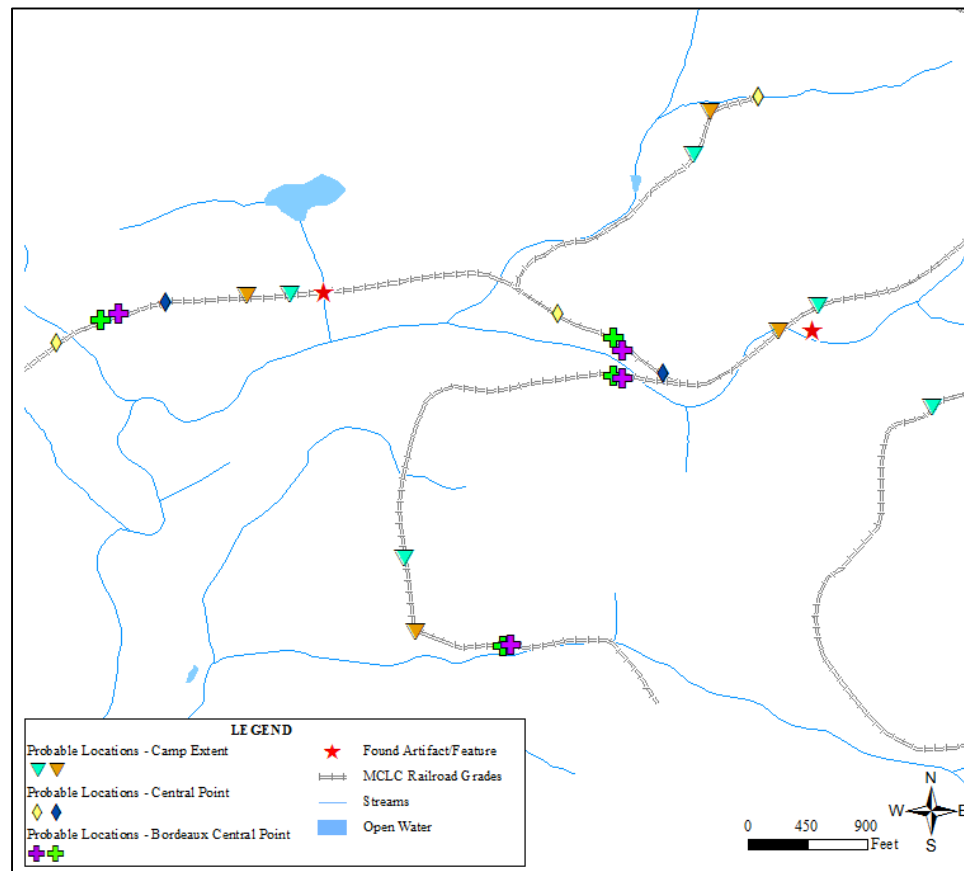 LEGEND
Probable Locations - Camp Extent
Probable Locations - Central Point
Probable Locations - Bordeaux Central Point
Found Artifact/Feature
MCLC Railroad Grades
Streams
Open Water
N
W E
S
0 450 900
Feet